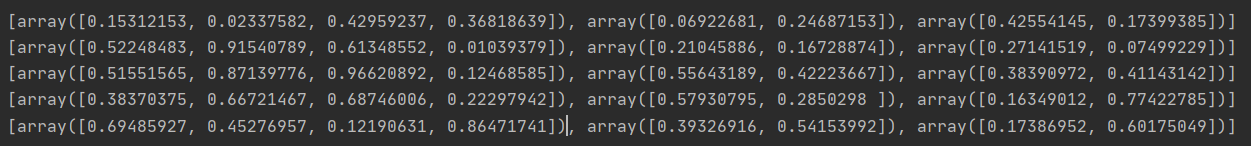 [array([0.15312153, 0.02337582, 0.42959237, 0.36818639]), array([0.06922681, 0.24687153]), array([0.42554145, 0.17399385])]
[array([0.52248483, 0.91540789, 0.61348552, 0.01039379]), array([0.21045886, 0.16728874]), array([0.27141519, 0.07499229])]
[array([0.51551565, 0.87139776, 0.96620892, 0.12468585]), array([0.55643189, 0.42223667]), array([0.38390972, 0.41143142])]
[array([0.38370375, 0.66721467, 0.68746006, 0.22297942]), array([0.57930795, 0.2850298 ]), array([0.16349012, 0.77422785])]
[array([0.69485927, 0.45276957, 0.12190631, 0.86471741]), array([0.39326916, 0.54153992]), array([0.17386952, 0.60175049])]